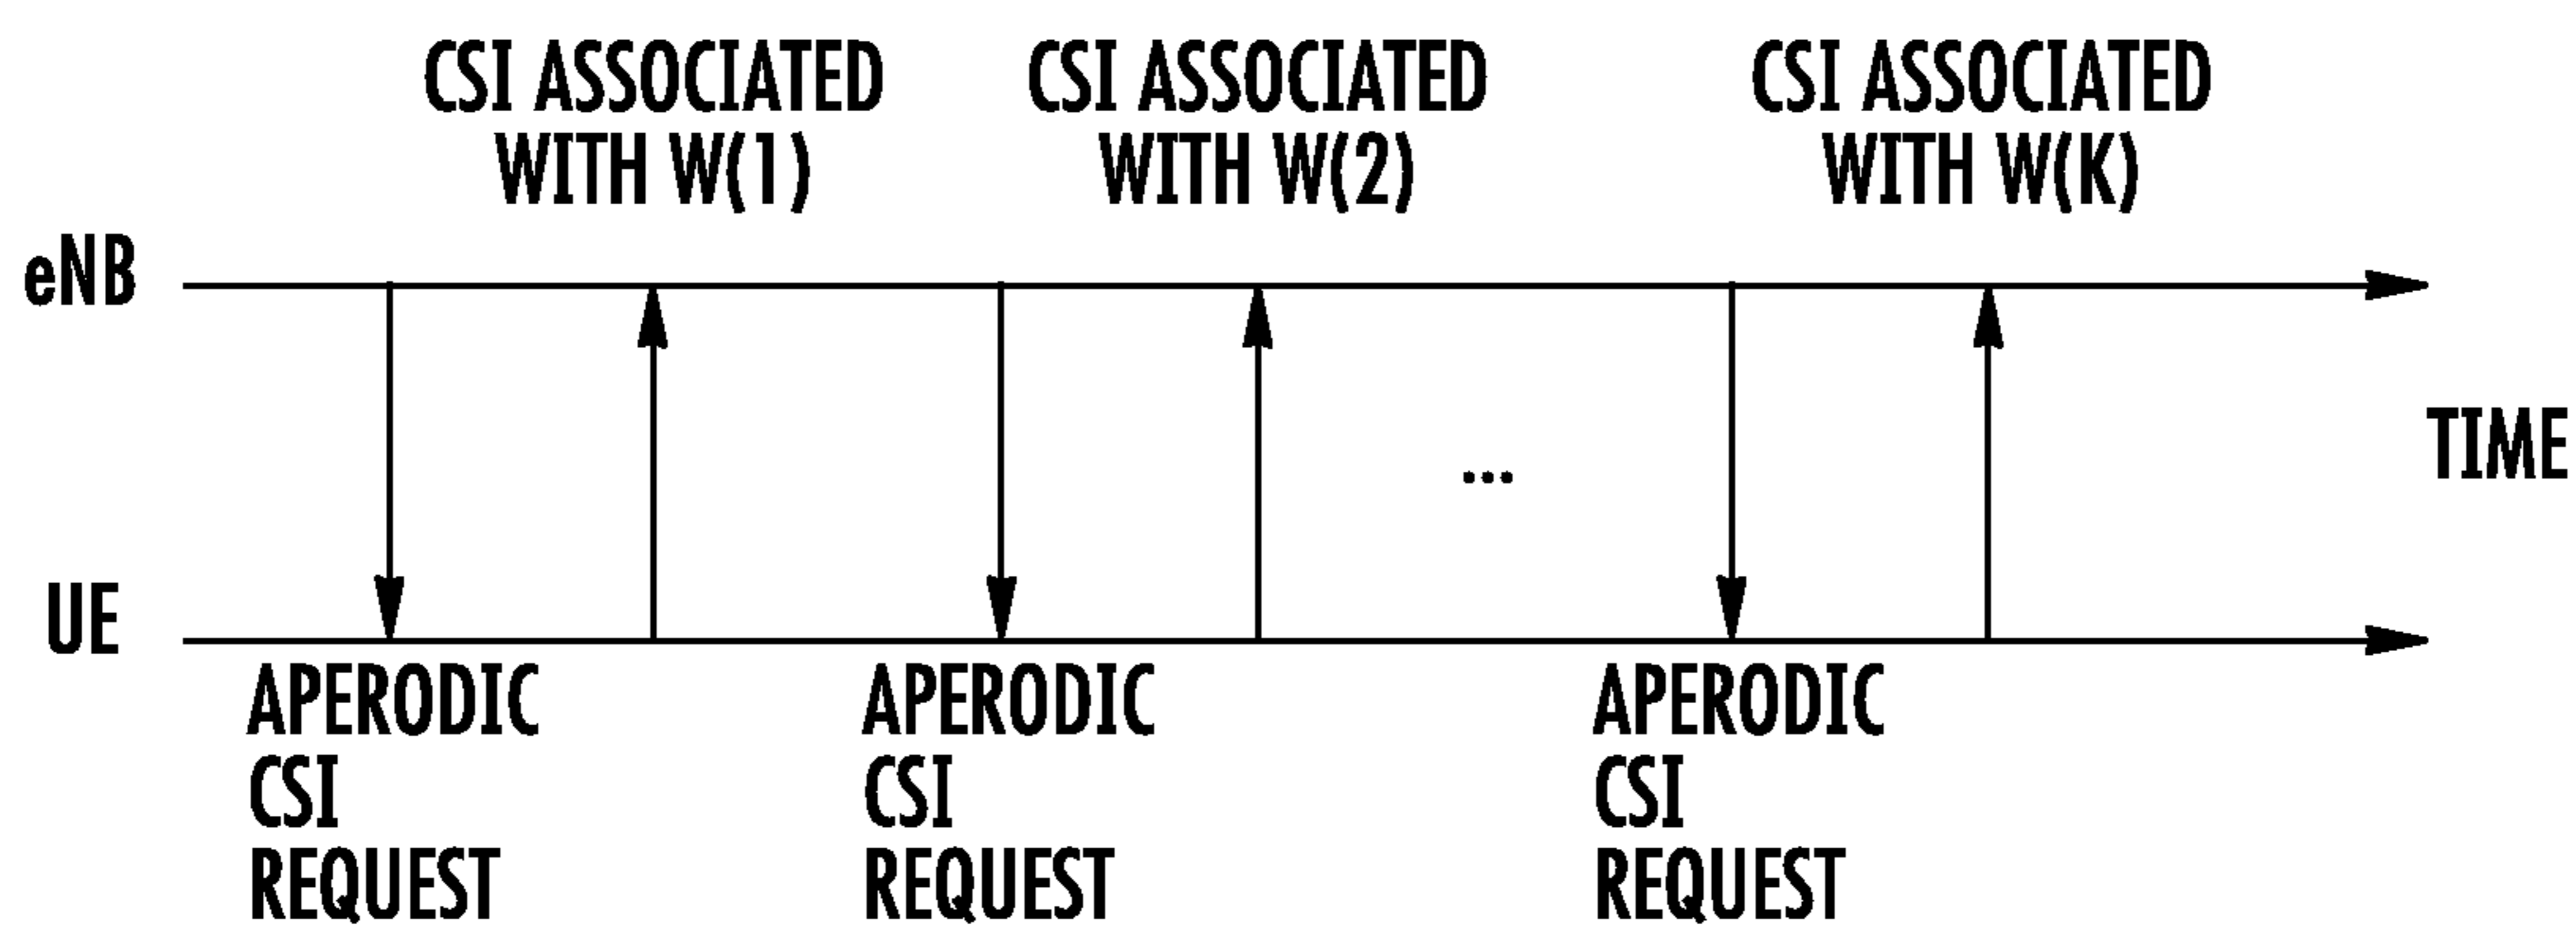 CSI ASSOCIATED
WITH W(1)
CSI ASSOCIATED
WITH W(2)
CSI ASSOCIATED
WITH W(K)
eNB
...
TIME
UE
APERODIC
CSI
REQUEST
APERODIC
CSI
REQUEST
APERODIC
CSI
REQUEST